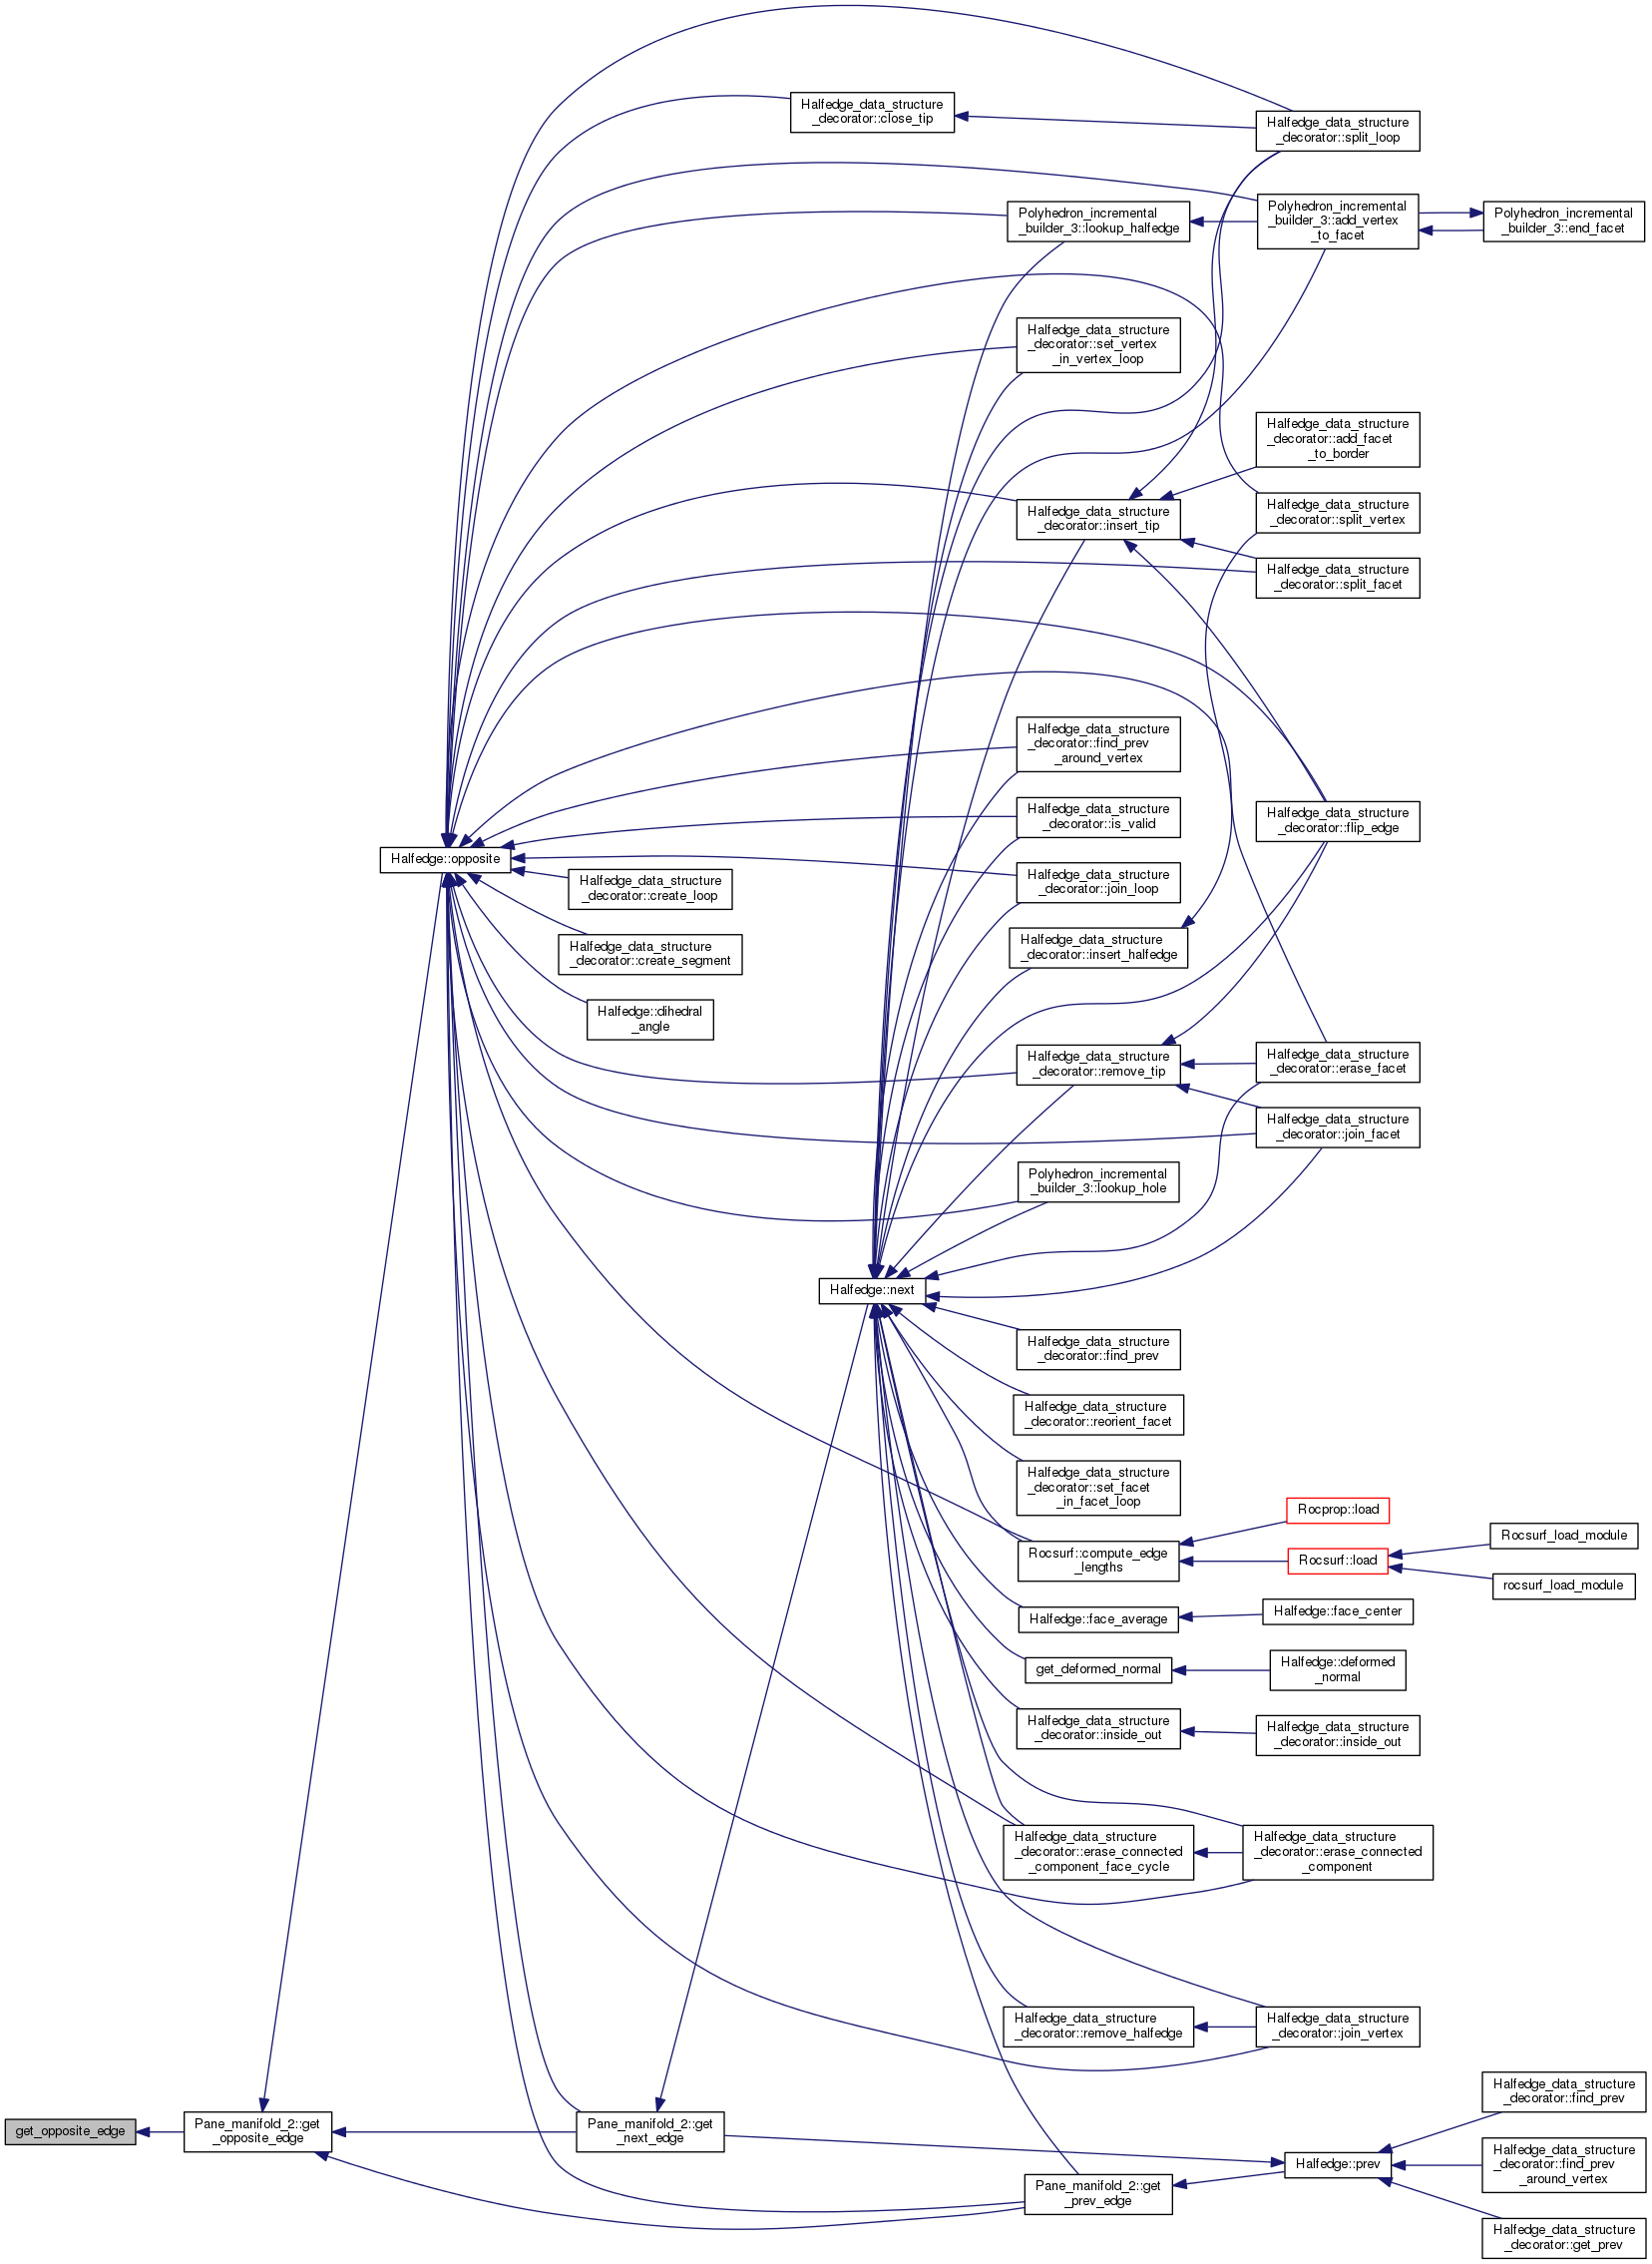 Halfedge_data_structure
_decorator::close_tip
Halfedge_data_structure
_decorator::split_loop
Polyhedron_incremental
_builder_3::lookup_halfedge
Polyhedron_incremental
_builder_3::add_vertex
_to_facet
Polyhedron_incremental
_builder_3::end_facet
Halfedge_data_structure
_decorator::set_vertex
_in_vertex_loop
Halfedge_data_structure
_decorator::add_facet
_to_border
Halfedge_data_structure
_decorator::insert_tip
Halfedge_data_structure
_decorator::split_vertex
Halfedge_data_structure
_decorator::split_facet
Halfedge_data_structure
_decorator::find_prev
_around_vertex
Halfedge_data_structure
_decorator::is_valid
Halfedge_data_structure
_decorator::flip_edge
Halfedge::opposite
Halfedge_data_structure
_decorator::create_loop
Halfedge_data_structure
_decorator::join_loop
Halfedge_data_structure
_decorator::create_segment
Halfedge_data_structure
_decorator::insert_halfedge
Halfedge::dihedral
_angle
Halfedge_data_structure
_decorator::remove_tip
Halfedge_data_structure
_decorator::erase_facet
Halfedge_data_structure
_decorator::join_facet
Polyhedron_incremental
_builder_3::lookup_hole
Halfedge::next
Halfedge_data_structure
_decorator::find_prev
Halfedge_data_structure
_decorator::reorient_facet
Halfedge_data_structure
_decorator::set_facet
_in_facet_loop
Rocprop::load
Rocsurf::compute_edge
_lengths
Rocsurf::load
Rocsurf_load_module
rocsurf_load_module
Halfedge::face_average
Halfedge::face_center
get_deformed_normal
Halfedge::deformed
_normal
Halfedge_data_structure
_decorator::inside_out
Halfedge_data_structure
_decorator::inside_out
Halfedge_data_structure
_decorator::erase_connected
_component_face_cycle
Halfedge_data_structure
_decorator::erase_connected
_component
Halfedge_data_structure
_decorator::remove_halfedge
Halfedge_data_structure
_decorator::join_vertex
get_opposite_edge
Pane_manifold_2::get
_opposite_edge
Pane_manifold_2::get
_next_edge
Pane_manifold_2::get
_prev_edge
Halfedge::prev
Halfedge_data_structure
_decorator::find_prev
Halfedge_data_structure
_decorator::find_prev
_around_vertex
Halfedge_data_structure
_decorator::get_prev